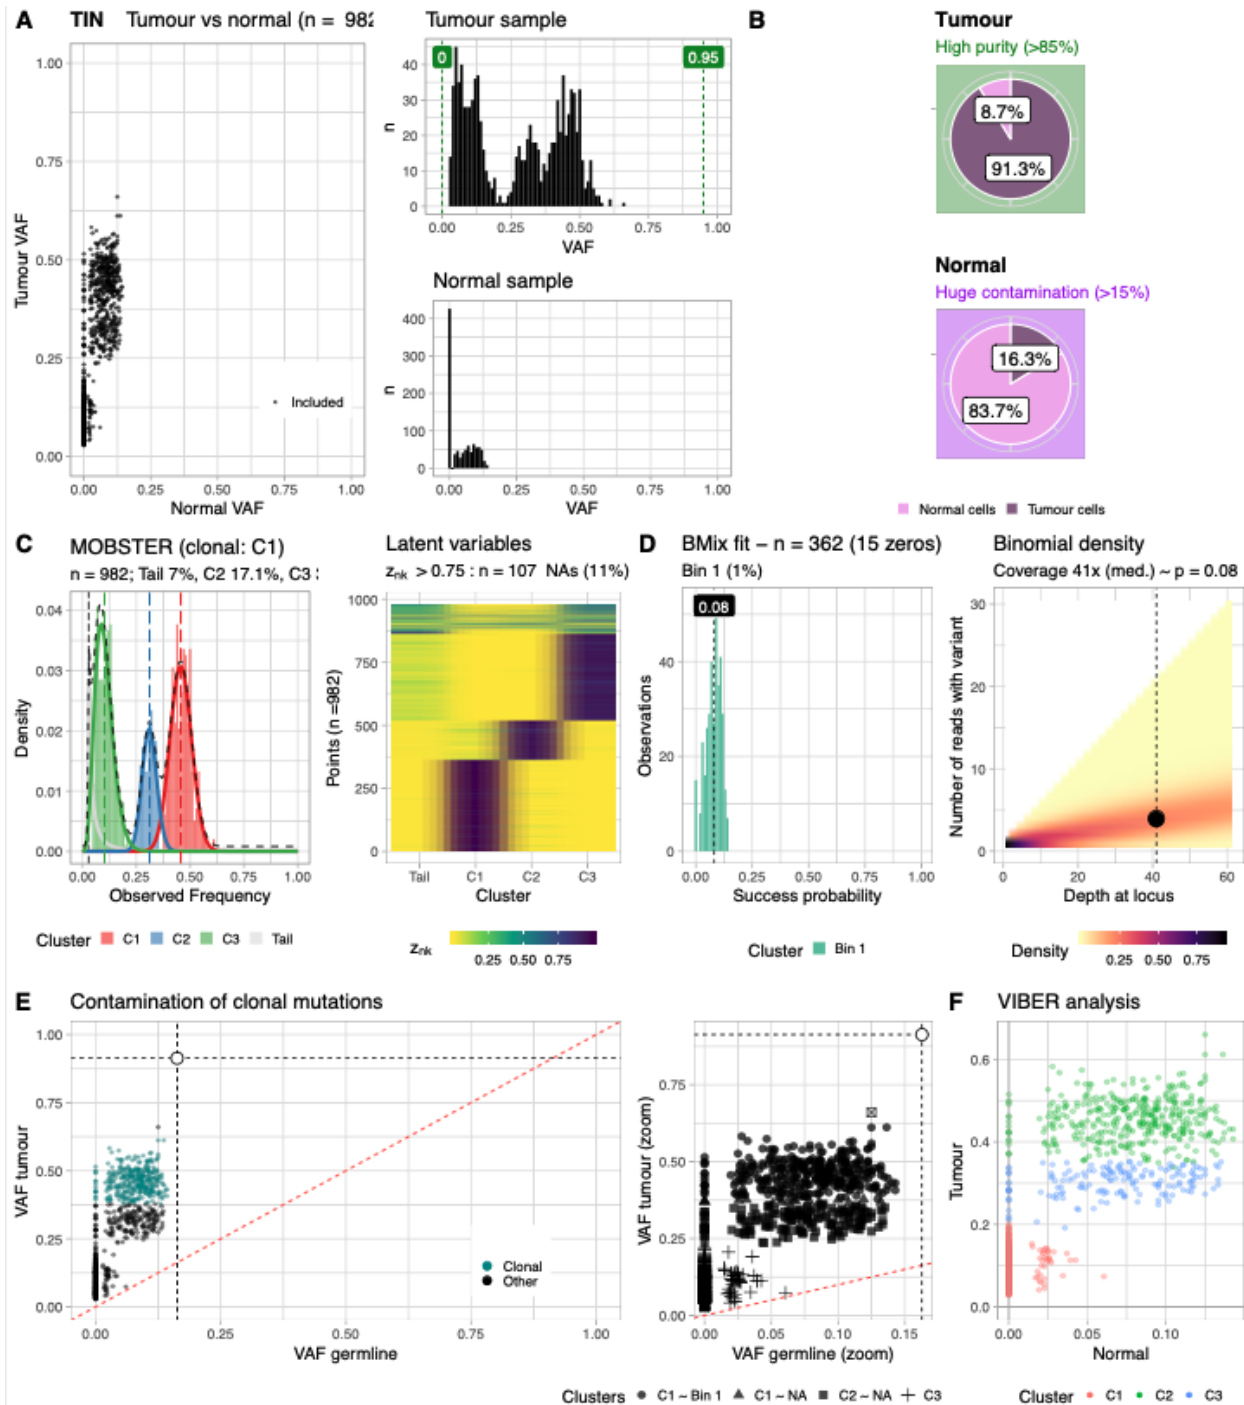 A TIN Tumour vs normal (n = 982
Tumour VAF
1.00
0.75
0.50
0.25
0.00
Included
0.00 0.25 0.50 0.75 1.00
Normal VAF
Tumour sample
n
40
30
20
10
0
0
0.95
0.00 0.25 0.50 0.75 1.00
VAF
Normal sample
n
400
300
200
100
0
0.00 0.25 0.50 0.75 1.00
VAF
B
Tumour
High purity (>85%)
8.7%
91.3%
Normal
Huge contamination (>15%)
16.3%
83.7%
Normal cells Tumour cells
C MOBSTER (clonal: C1)
n = 982; Tail 7%, C2 17.1%, C3
Density
0.04
0.03
0.02
0.01
0.00
0.00 0.25 0.50 0.75 1.00
Observed Frequency
Cluster C1 C2 C3 Tail
Latent variables
znk > 0.75 : n = 107 NAs (11%)
Points (n =982)
1000
750
500
250
0
Tail C1 C2 C3
Cluster
znk
0.25 0.50 0.75
D BMix fit – n = 362 (15 zeros)
Bin 1 (1%)
0.08
Observations
40
20
0
0.00 0.25 0.50 0.75 1.00
Success probability
Cluster Bin 1
Binomial density
Coverage 41x (med.) ~ p = 0.08
Number of reads with variant
30
20
10
0
0 20 40 60
Depth at locus
Density
0.25 0.50 0.75
E Contamination of clonal mutations
VAF tumour
1.00
0.75
0.50
0.25
0.00
Clonal
Other
0.00 0.25 0.50 0.75 1.00
VAF germline
VAF tumour (zoom)
0.75
0.50
0.25
0.00
0.00 0.05 0.10 0.15
VAF germline (zoom)
Clusters C1 ~ Bin 1 C1 ~ NA C2 ~ NA C3
F VIBER analysis
Tumour
0.6
0.4
0.2
0.0
0.00 0.05 0.10
Normal
Cluster C1 C2 C3